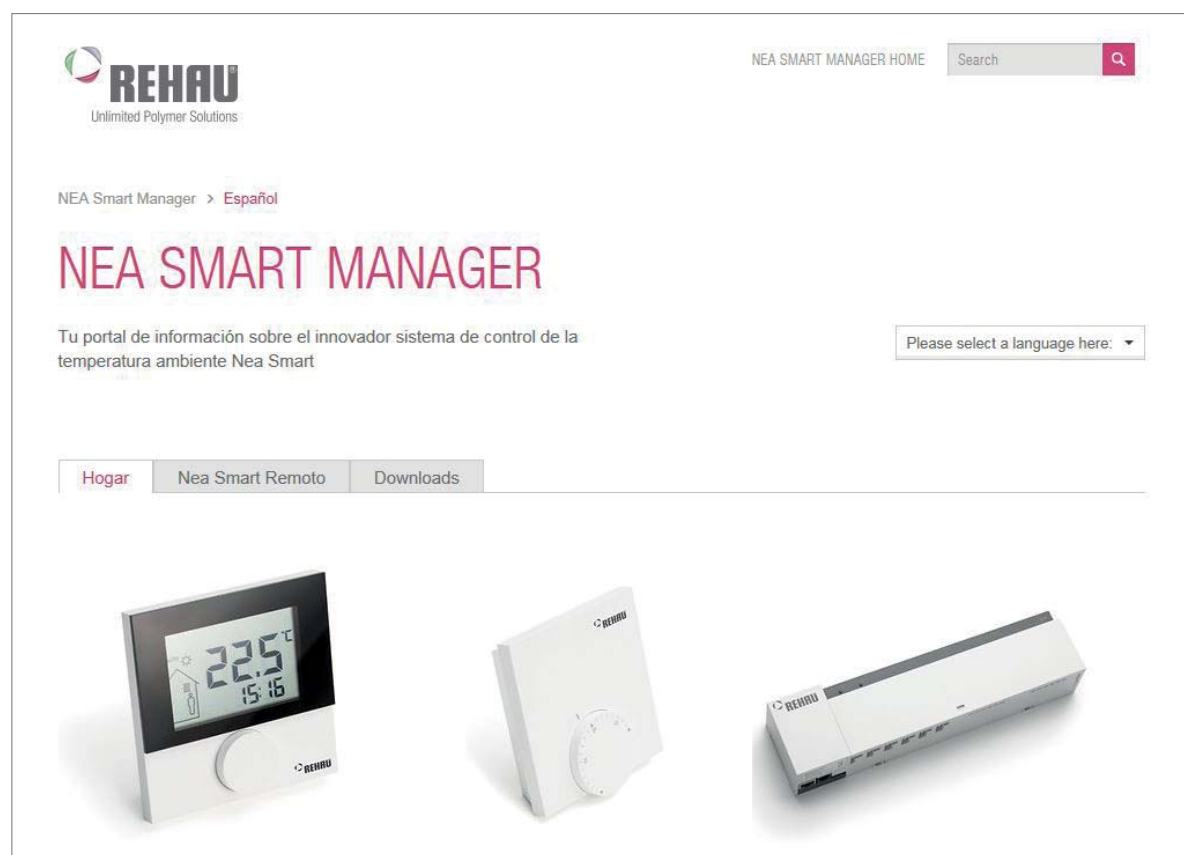 REHAU
Unlimited Polymer Solutions
NEA SMART MANAGER HOME
Search
NEA Smart Manager > Español
NEA SMART MANAGER
Tu portal de información sobre el innovador sistema de control de la
temperatura ambiente Nea Smart
Please select a language here:
Hogar
Nea Smart Remoto
Downloads
22.5 °C
15:16
REHAU
REHAU
REHAU